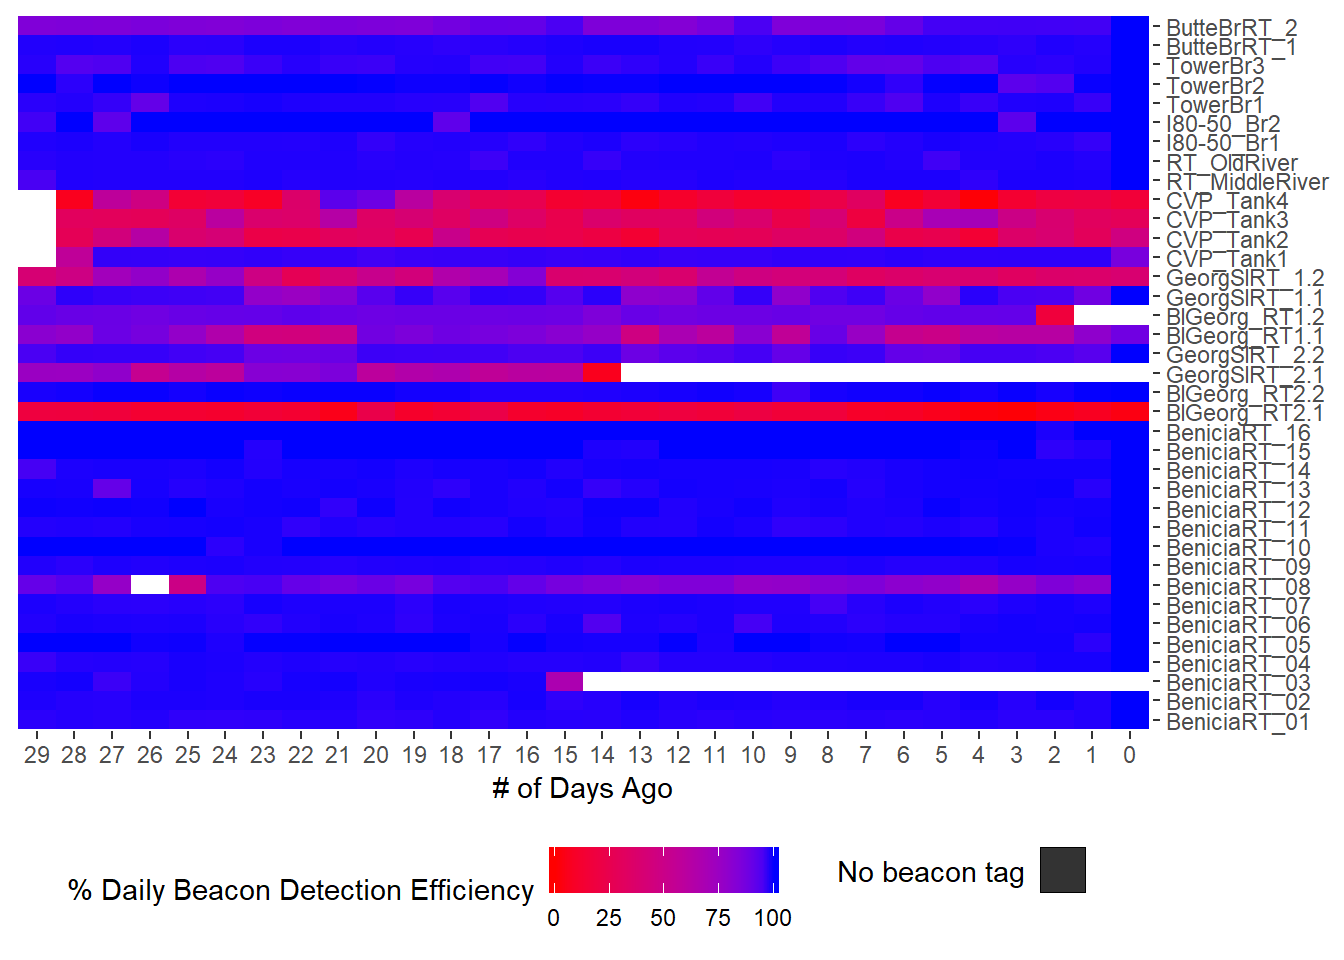 ButteBrRT_2
ButteBrRT_1
TowerBr3
TowerBr2
TowerBr1
I80-50_Br2
I80-50_Br1
RT_OldRiver
RT_MiddleRiver
CVP_Tank4
CVP_Tank3
CVP_Tank2
CVP_Tank1
GeorgSlRT_1.2
GeorgSlRT_1.1
BlGeorg_RT1.2
BlGeorg_RT1.1
GeorgSlRT_2.2
GeorgSlRT_2.1
BlGeorg_RT2.2
BlGeorg_RT2.1
BeniciaRT_16
BeniciaRT_15
BeniciaRT_14
BeniciaRT_13
BeniciaRT_12
BeniciaRT_11
BeniciaRT_10
BeniciaRT_09
BeniciaRT_08
BeniciaRT_07
BeniciaRT_06
BeniciaRT_05
BeniciaRT_04
BeniciaRT_03
BeniciaRT_02
BeniciaRT_01
29 28 27 26 25 24 23 22 21 20 19 18 17 16 15 14 13 12 11 10 9 8 7 6 5 4 3 2 1 0
# of Days Ago
% Daily Beacon Detection Efficiency
0 25 50 75 100
No beacon tag